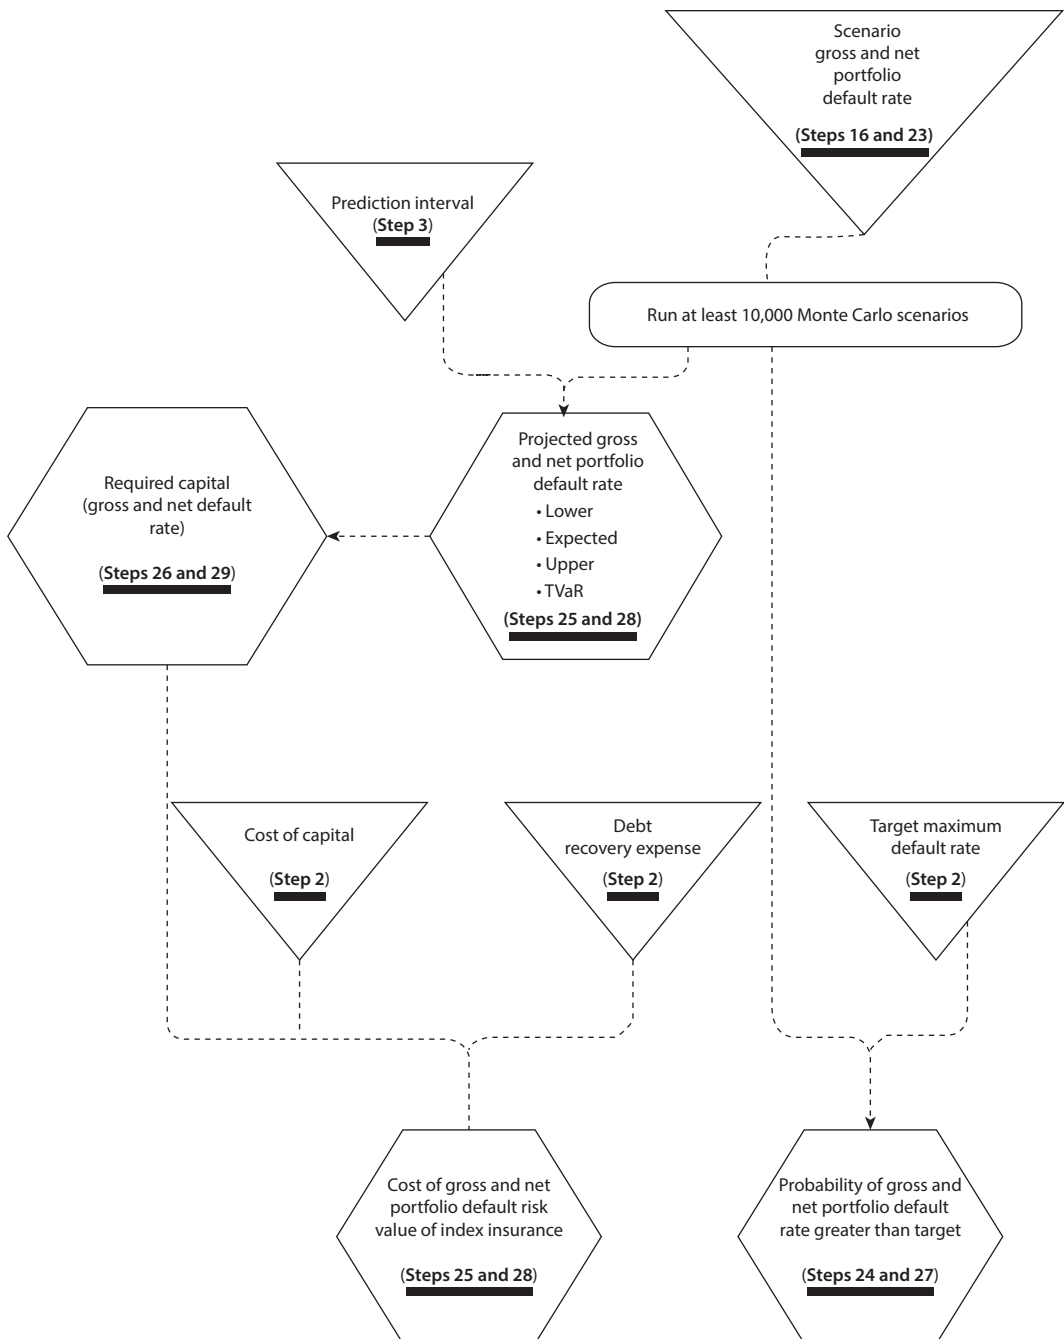 Scenario
gross and net
portfolio
default rate
(Steps 16 and 23)
Prediction interval
(Step 3)
Run at least 10,000 Monte Carlo scenarios
Projected gross
and net portfolio
default rate
• Lower
• Expected
• Upper
• TVaR
(Steps 25 and 28)
Required capital
(gross and net default
rate)
(Steps 26 and 29)
Cost of capital
(Step 2)
Debt
recovery expense
(Step 2)
Target maximum
default rate
(Step 2)
Cost of gross and net
portfolio default risk
value of index insurance
(Steps 25 and 28)
Probability of gross and
net portfolio default
rate greater than target
(Steps 24 and 27)